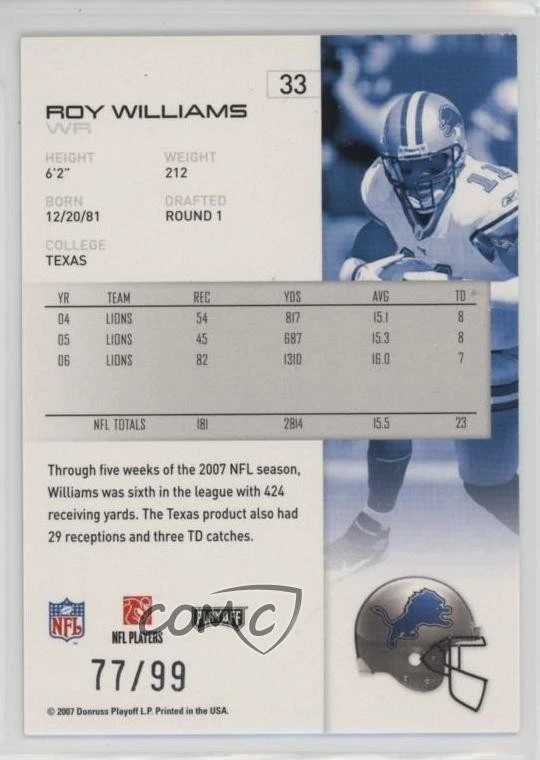 33
ROY WILLIAMS
WR
HEIGHT WEIGHT
6'2" 212
BORN DRAFTED
12/20/81 ROUND 1
COLLEGE
TEXAS
11
YR TEAM REC YDS AVG TD
04 LIONS 54 817 15.1 8
05 LIONS 45 687 15.3 8
06 LIONS 82 1310 16.0 7
NFL TOTALS 181 2814 15.5 23
Through five weeks of the 2007 NFL season,
Williams was sixth in the league with 424
receiving yards. The Texas product also had
29 receptions and three TD catches.
NFL
NFL PLAYERS
PLAYOFF
COMC
77/99
© 2007 Donruss Playoff L.P. Printed in the USA.